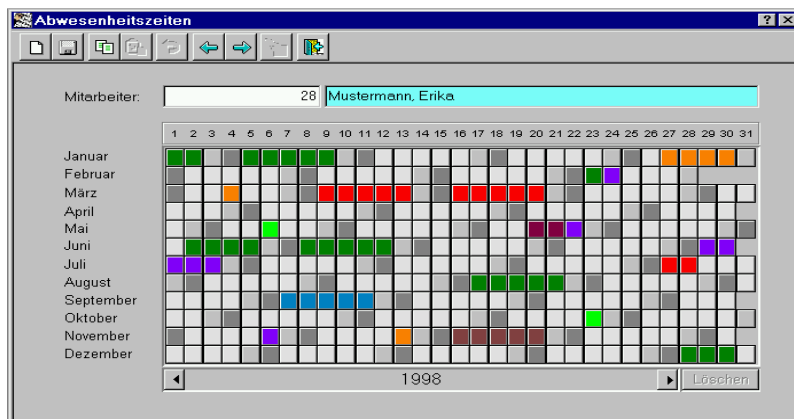 Abwesenheitszeiten
Mitarbeiter: 28 Mustermann, Erika
1 2 3 4 5 6 7 8 9 10 11 12 13 14 15 16 17 18 19 20 21 22 23 24 25 26 27 28 29 30 31
Januar
Februar
März
April
Mai
Juni
Juli
August
September
Oktober
November
Dezember
1998 Löschen